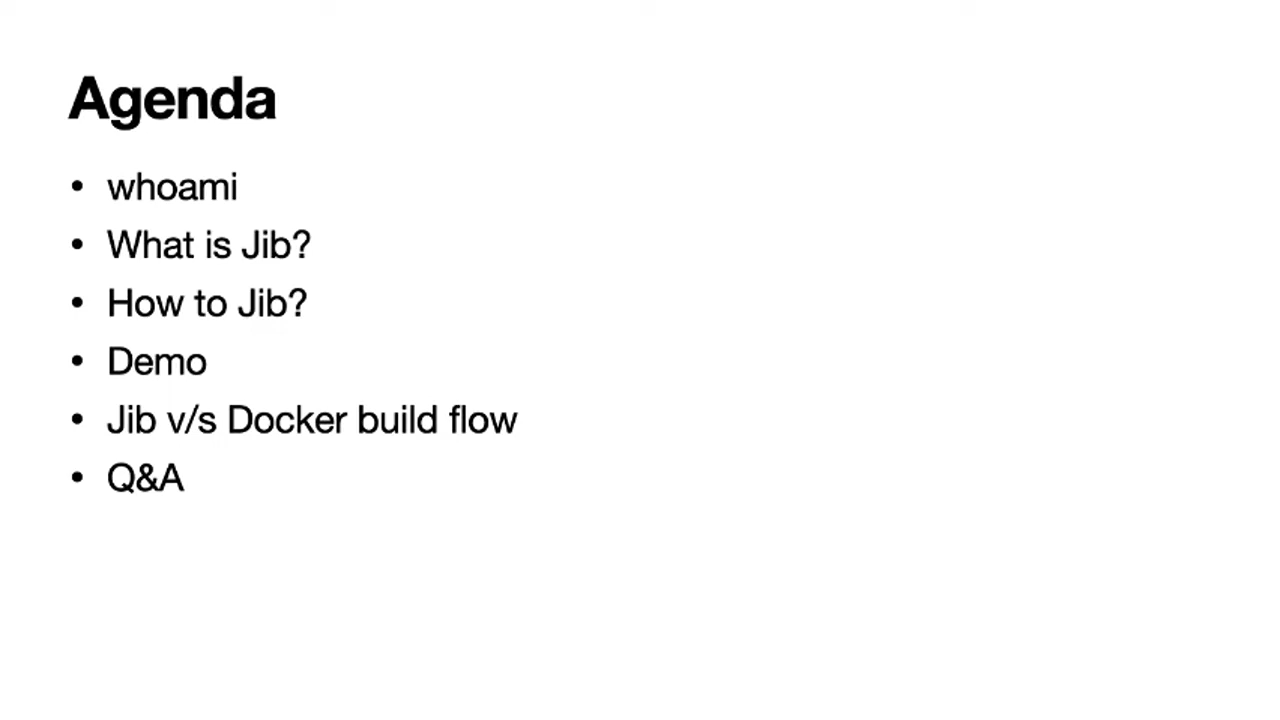 Agenda
• whoami
• What is Jib?
• How to Jib?
• Demo
• Jib v/s Docker build flow
• Q&A